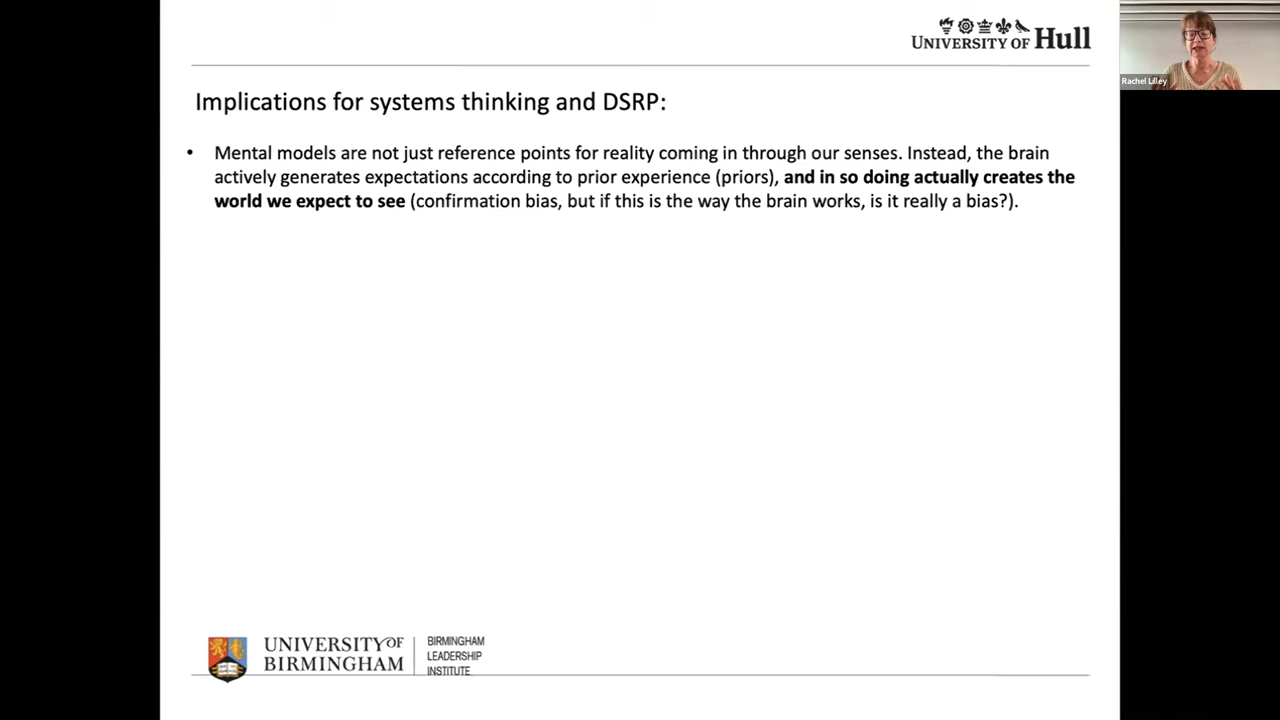 UNIVERSITY OF Hull
Rachel Lilley
Implications for systems thinking and DSRP:
• Mental models are not just reference points for reality coming in through our senses. Instead, the brain
actively generates expectations according to prior experience (priors), and in so doing actually creates the
world we expect to see (confirmation bias, but if this is the way the brain works, is it really a bias?).
UNIVERSITY OF
BIRMINGHAM
BIRMINGHAM
LEADERSHIP
INSTITUTE